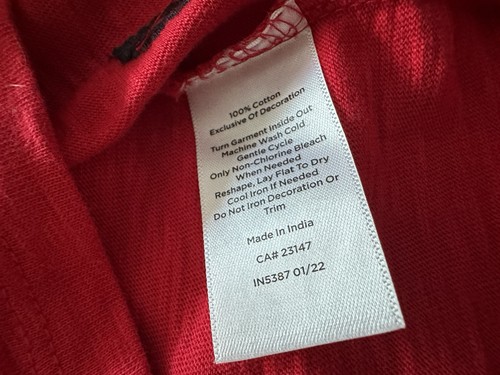 100% Cotton
Exclusive Of Decoration
Turn Garment Inside Out
Machine Wash Cold
Gentle Cycle
Only Non-Chlorine Bleach
When Needed
Reshape, Lay Flat To Dry
Cool Iron If Needed
Do Not Iron Decoration Or
Trim
Made In India
CA# 23147
IN5387 01/22